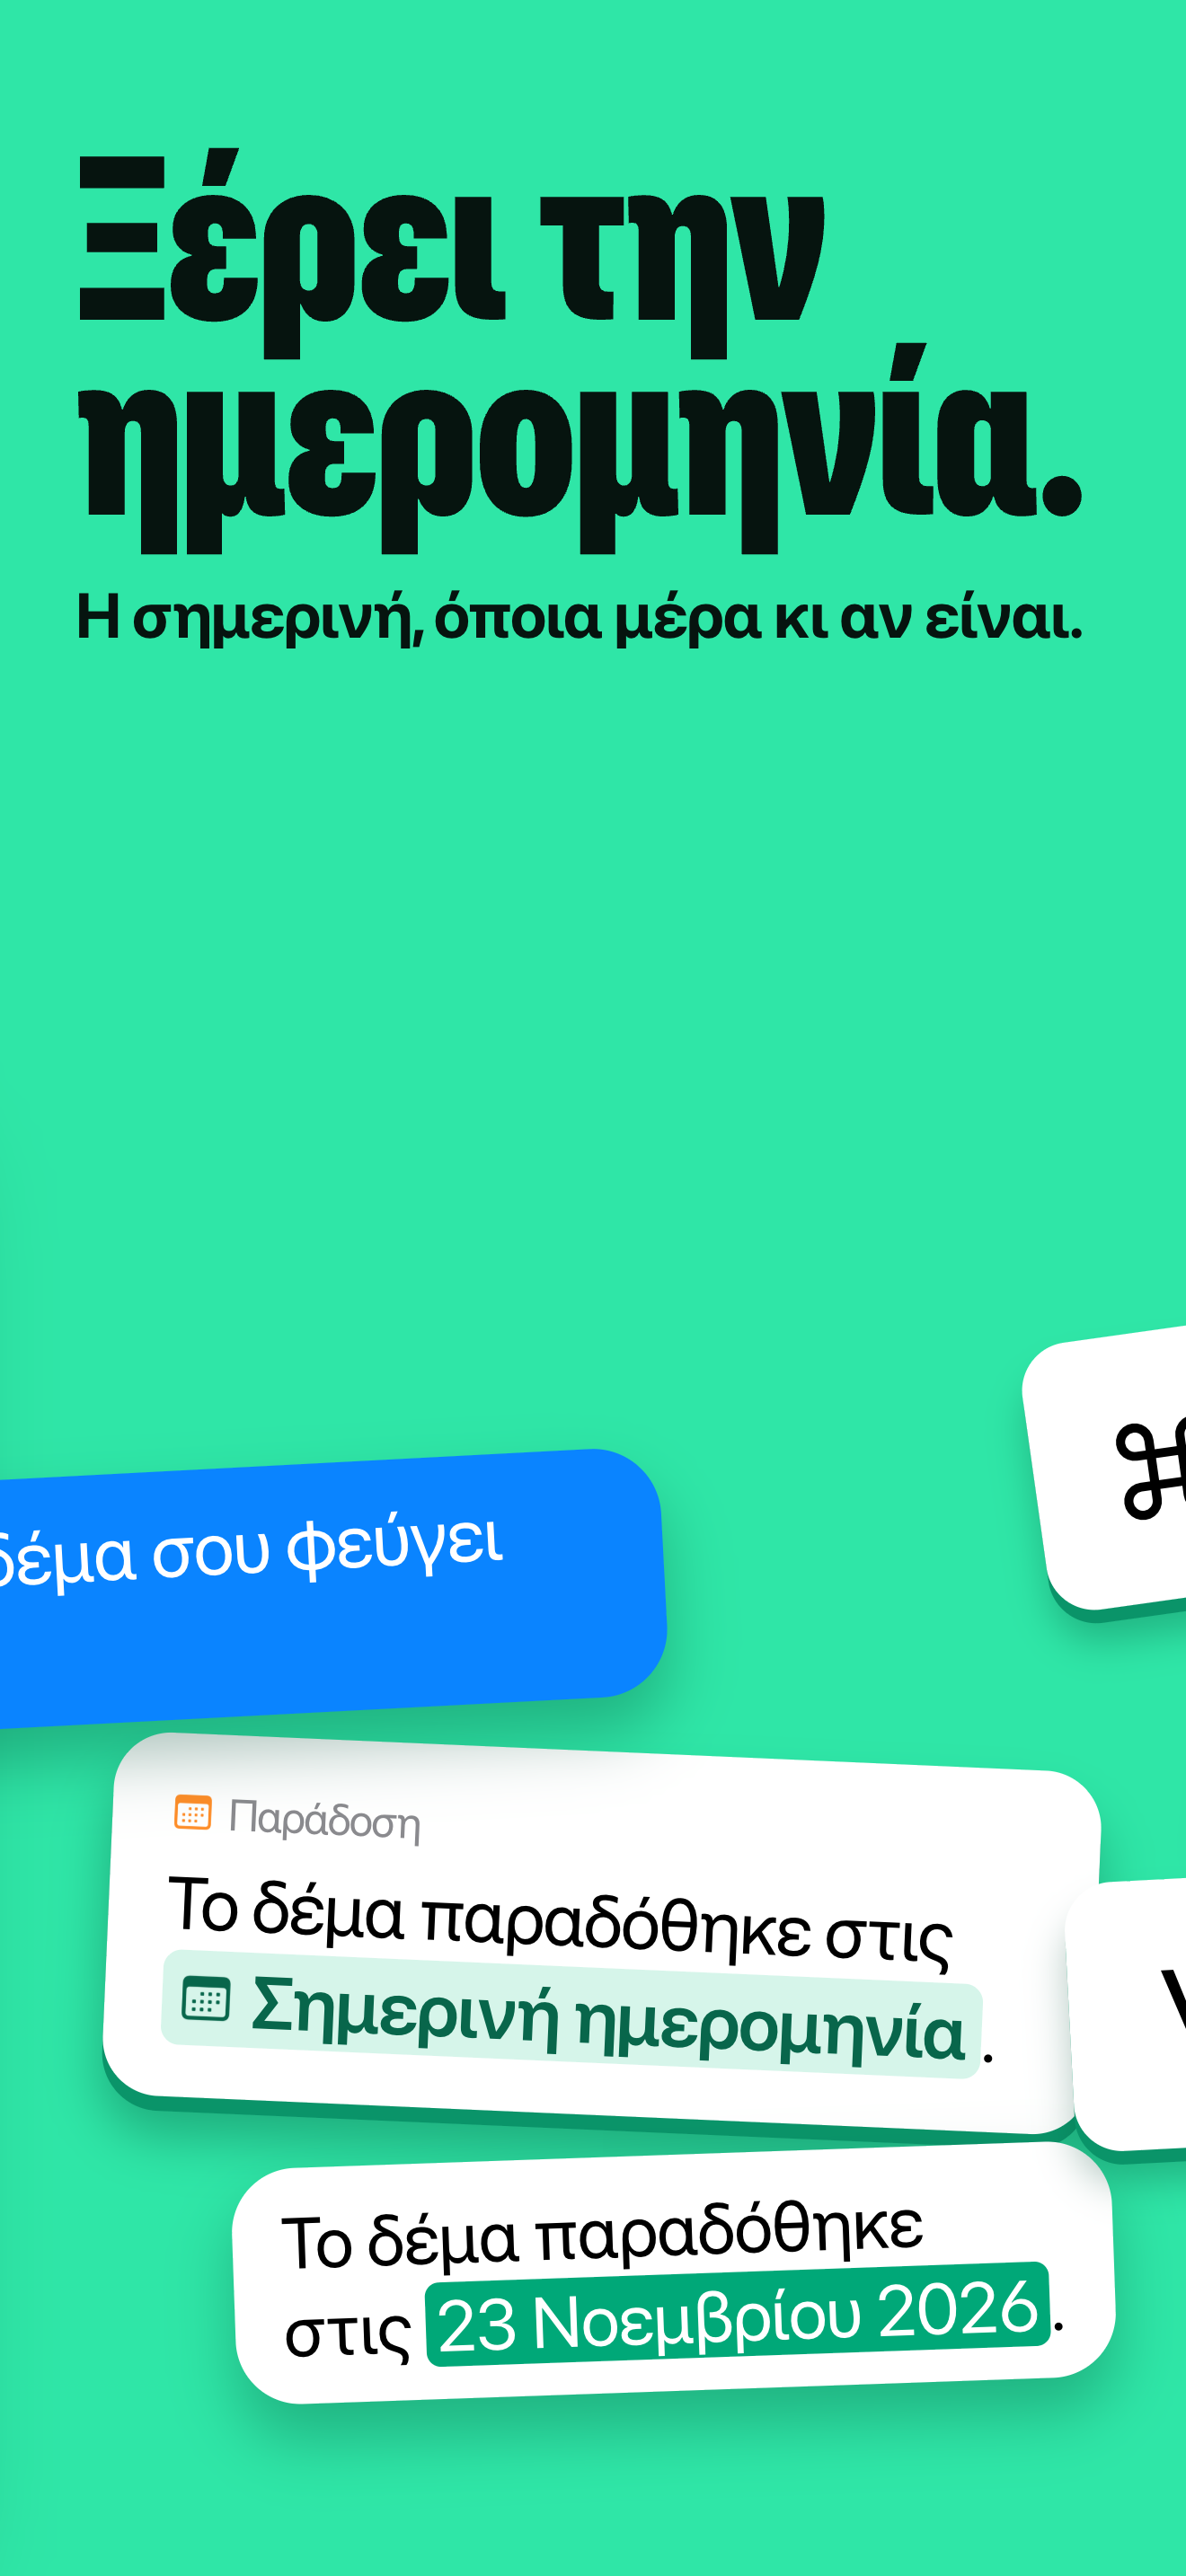 Ξέρει την
ημερομηνία.
Η σημερινή, όποια μέρα κι αν είναι.
⌘
δέμα σου φεύγει
Παράδοση
Το δέμα παραδόθηκε στις
Σημερινή ημερομηνία.
Το δέμα παραδόθηκε
στις 23 Νοεμβρίου 2026.